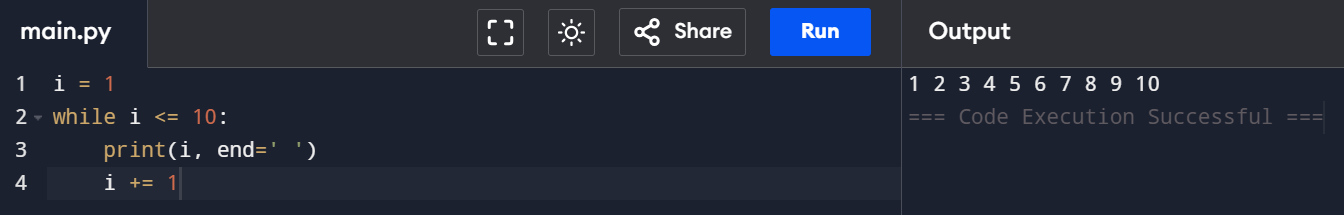 main.py
Share
Run
Output
1 i = 1
2 while i <= 10:
3     print(i, end=' ')
4     i += 1
1 2 3 4 5 6 7 8 9 10
=== Code Execution Successful ===